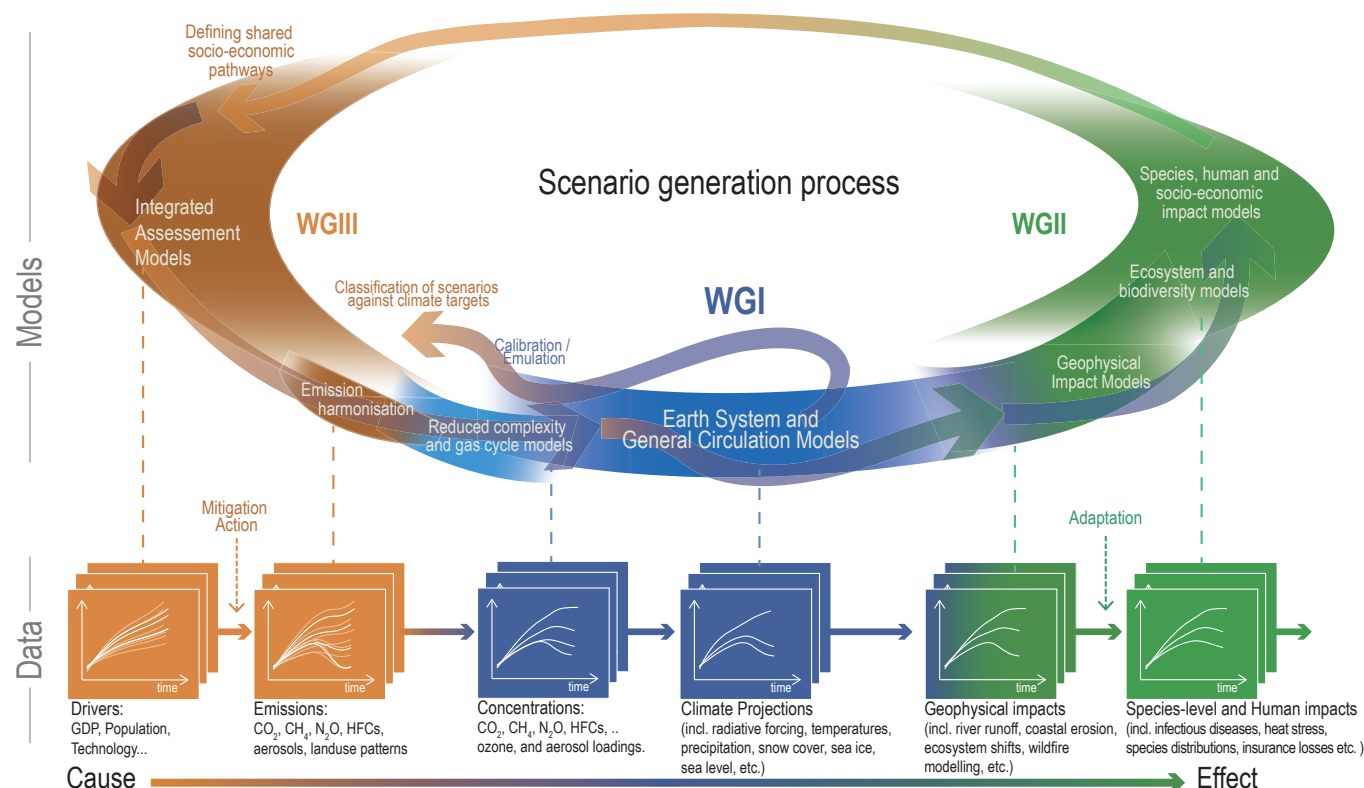 Defining shared
socio-economic
pathways
Models
Scenario generation process
Species, human and
socio-economic
impact models
Integrated
Assessement
Models
WGIII
WGII
Ecosystem and
biodiversity models
Classification of scenarios
against climate targets
WGI
Calibration /
Emulation
Geophysical
Impact Models
Emission
harmonisation
Reduced complexity
and gas cycle models
Earth System and
General Circulation Models
Mitigation
Action
Adaptation
Data
time
time
time
time
time
time
Drivers:
GDP, Population,
Technology...
Emissions:
CO₂, CH₄, N₂O, HFCs,
aerosols, landuse patterns
Concentrations:
CO₂, CH₄, N₂O, HFCs, ..
ozone, and aerosol loadings.
Climate Projections
(incl. radiative forcing, temperatures,
precipitation, snow cover, sea ice,
sea level, etc.)
Geophysical impacts
(incl. river runoff, coastal erosion,
ecosystem shifts, wildfire
modelling, etc.)
Species-level and Human impacts
(incl. infectious diseases, heat stress,
species distributions, insurance losses etc. )
Cause
Effect